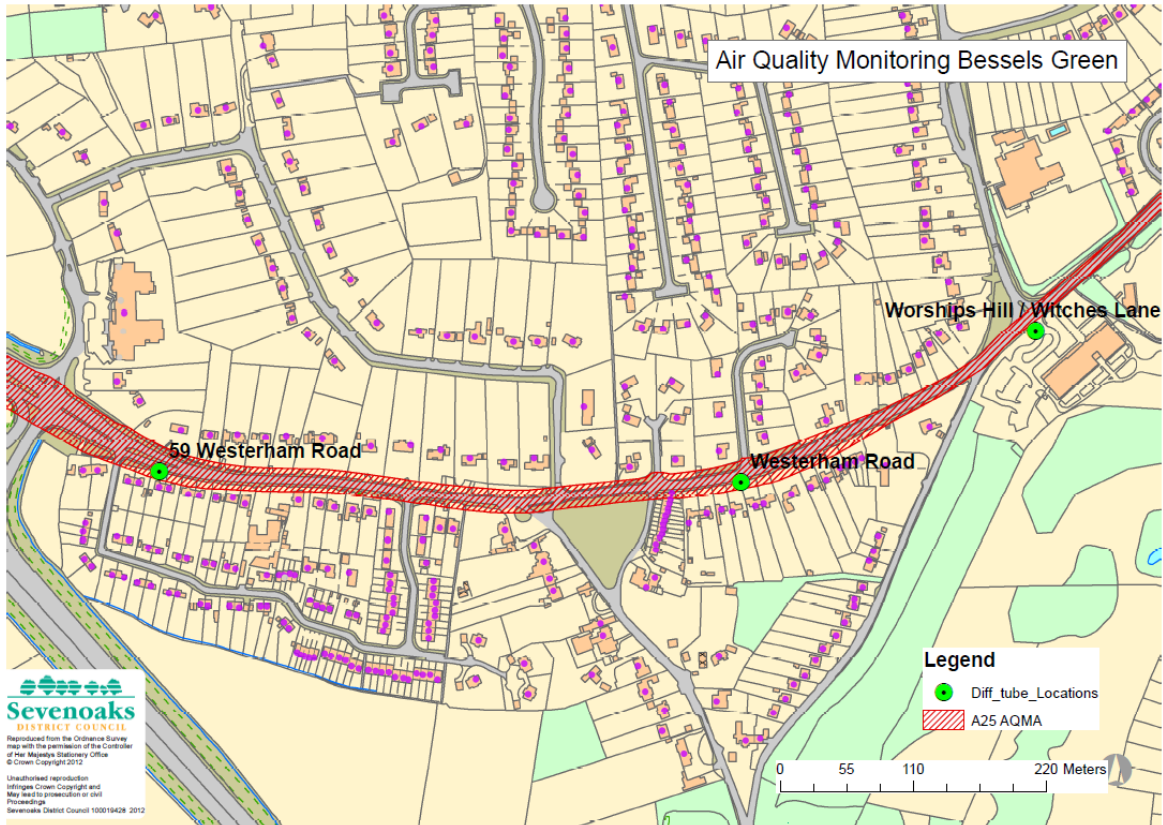 Air Quality Monitoring Bessels Green
Worships Hill / Witches Lane
59 Westerham Road
Westerham Road
Legend
Diff_tube_Locations
A25 AQMA
0 55 110 220 Meters
Sevenoaks
DISTRICT COUNCIL
Reproduced from the Ordnance Survey
map with the permission of the Controller
of Her Majestys Stationery Office
© Crown Copyright 2012
Unauthorised reproduction
Infringes Crown Copyright and
May lead to prosecution or civil
Proceedings
Sevenoaks District Council 100019428 2012